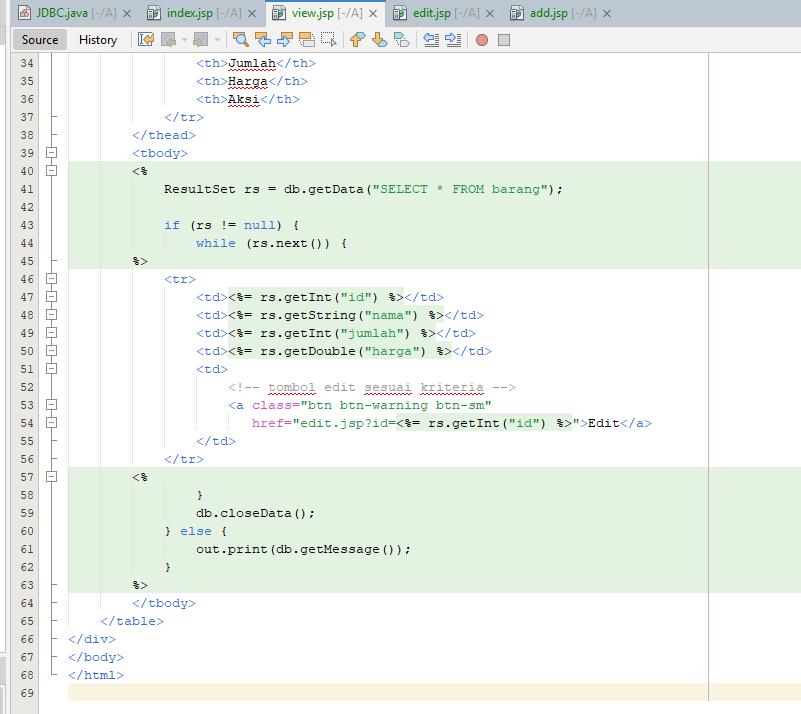 JDBC.java [-/A] index.jsp [-/A] view.jsp [-/A] edit.jsp [-/A] add.jsp [-/A]
Source History
34 <th>Jumlah</th>
35 <th>Harga</th>
36 <th>Aksi</th>
37 </tr>
38 </thead>
39 <tbody>
40 <%
41 ResultSet rs = db.getData("SELECT * FROM barang");
42
43 if (rs != null) {
44 while (rs.next()) {
45 %>
46 <tr>
47 <td><%= rs.getInt("id") %></td>
48 <td><%= rs.getString("nama") %></td>
49 <td><%= rs.getInt("jumlah") %></td>
50 <td><%= rs.getDouble("harga") %></td>
51 <td>
52 <!-- tombol edit sesuai kriteria -->
53 <a class="btn btn-warning btn-sm"
54 href="edit.jsp?id=<%= rs.getInt("id") %>">Edit</a>
55 </td>
56 </tr>
57 <%
58 }
59 db.closeData();
60 } else {
61 out.print(db.getMessage());
62 }
63 %>
64 </tbody>
65 </table>
66 </div>
67 </body>
68 </html>
69